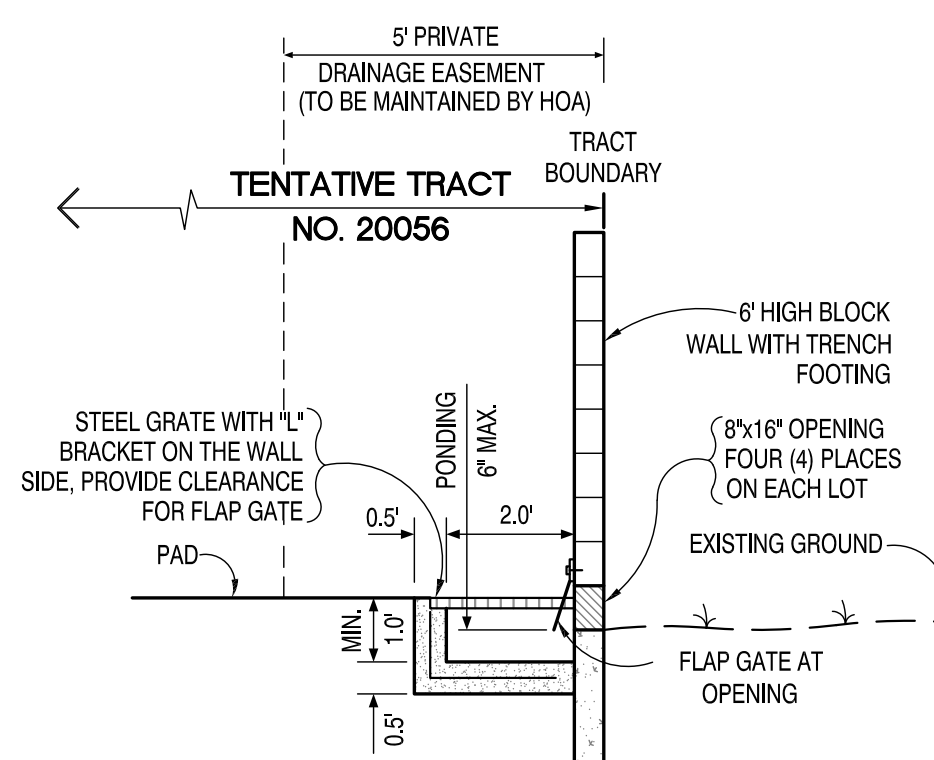 5' PRIVATE
DRAINAGE EASEMENT
(TO BE MAINTAINED BY HOA)
TRACT
BOUNDARY
TENTATIVE TRACT
NO. 20056
6' HIGH BLOCK
WALL WITH TRENCH
FOOTING
STEEL GRATE WITH "L"
BRACKET ON THE WALL
SIDE, PROVIDE CLEARANCE
FOR FLAP GATE
PONDING
6" MAX.
8"x16" OPENING
FOUR (4) PLACES
ON EACH LOT
0.5'
2.0'
EXISTING GROUND
PAD
MIN.
1.0'
FLAP GATE AT
OPENING
0.5'